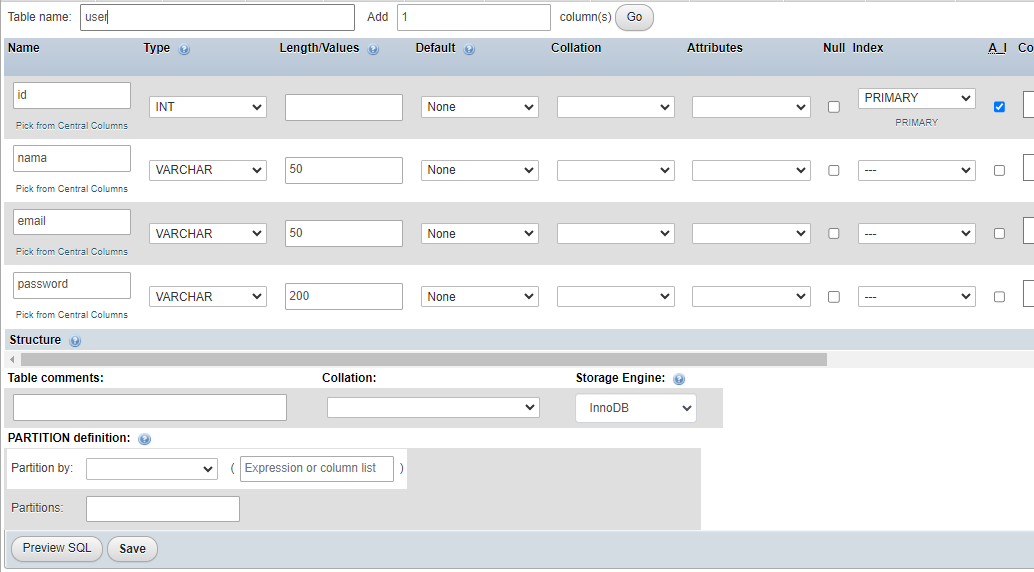 Table name: user Add 1 column(s) Go
Name Type Length/Values Default Collation Attributes Null Index A_I Co
id INT None PRIMARY
Pick from Central Columns PRIMARY
nama VARCHAR 50 None ---
Pick from Central Columns
email VARCHAR 50 None ---
Pick from Central Columns
password VARCHAR 200 None ---
Pick from Central Columns
Structure
Table comments: Collation: Storage Engine:
InnoDB
PARTITION definition:
Partition by: ( Expression or column list )
Partitions:
Preview SQL Save